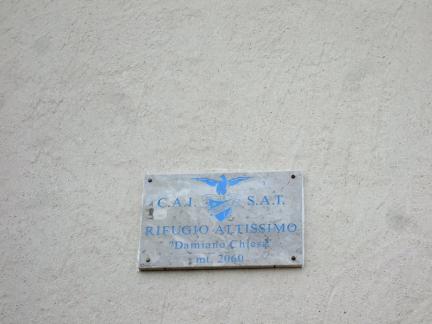 C.A.I. S.A.T.
RIFUGIO ALTISSIMO
"Damiano Chiesa"
mt. 2060